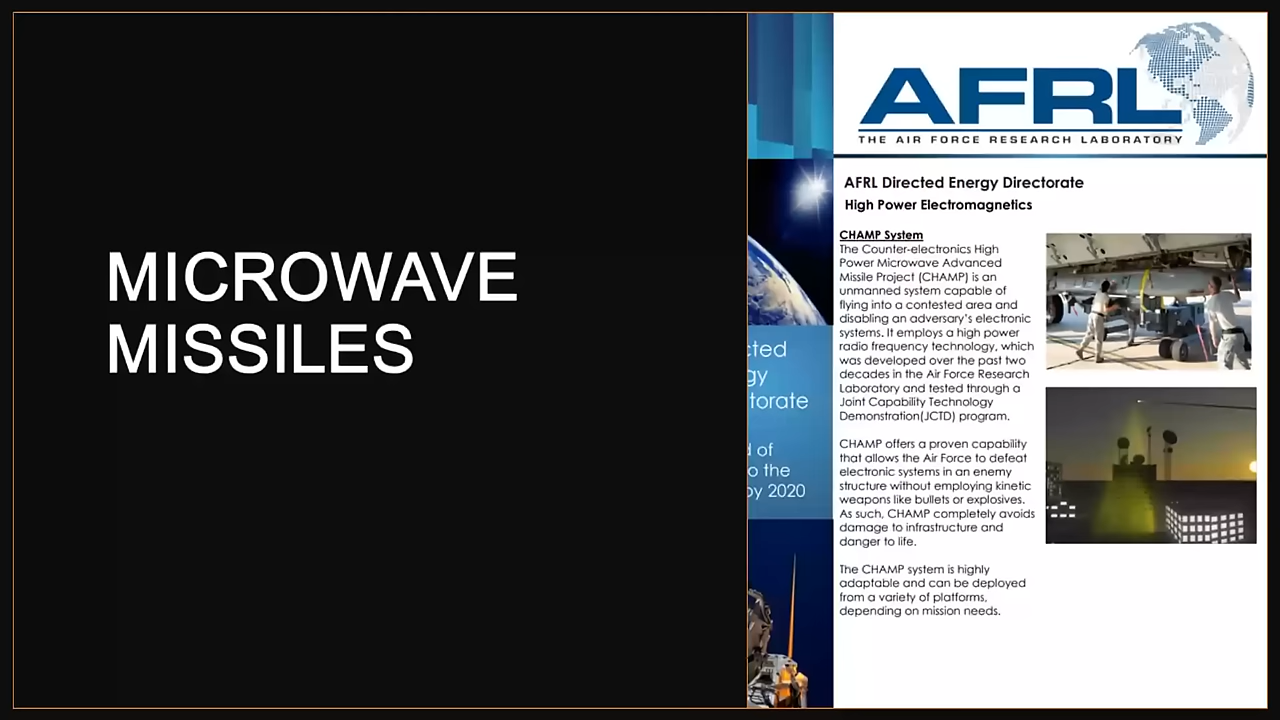 MICROWAVE
MISSILES
AFRL
THE AIR FORCE RESEARCH LABORATORY
AFRL Directed Energy Directorate
High Power Electromagnetics
CHAMP System
The Counter-electronics High
Power Microwave Advanced
Missile Project (CHAMP) is an
unmanned system capable of
flying into a contested area and
disabling an adversary's electronic
systems. It employs a high power
radio frequency technology, which
was developed over the past two
decades in the Air Force Research
Laboratory and tested through a
Joint Capability Technology
Demonstration(JCTD) program.
CHAMP offers a proven capability
that allows the Air Force to defeat
electronic systems in an enemy
structure without employing kinetic
weapons like bullets or explosives.
As such, CHAMP completely avoids
damage to infrastructure and
danger to life.
The CHAMP system is highly
adaptable and can be deployed
from a variety of platforms,
depending on mission needs.
cted
gy
torate
d of
o the
by 2020